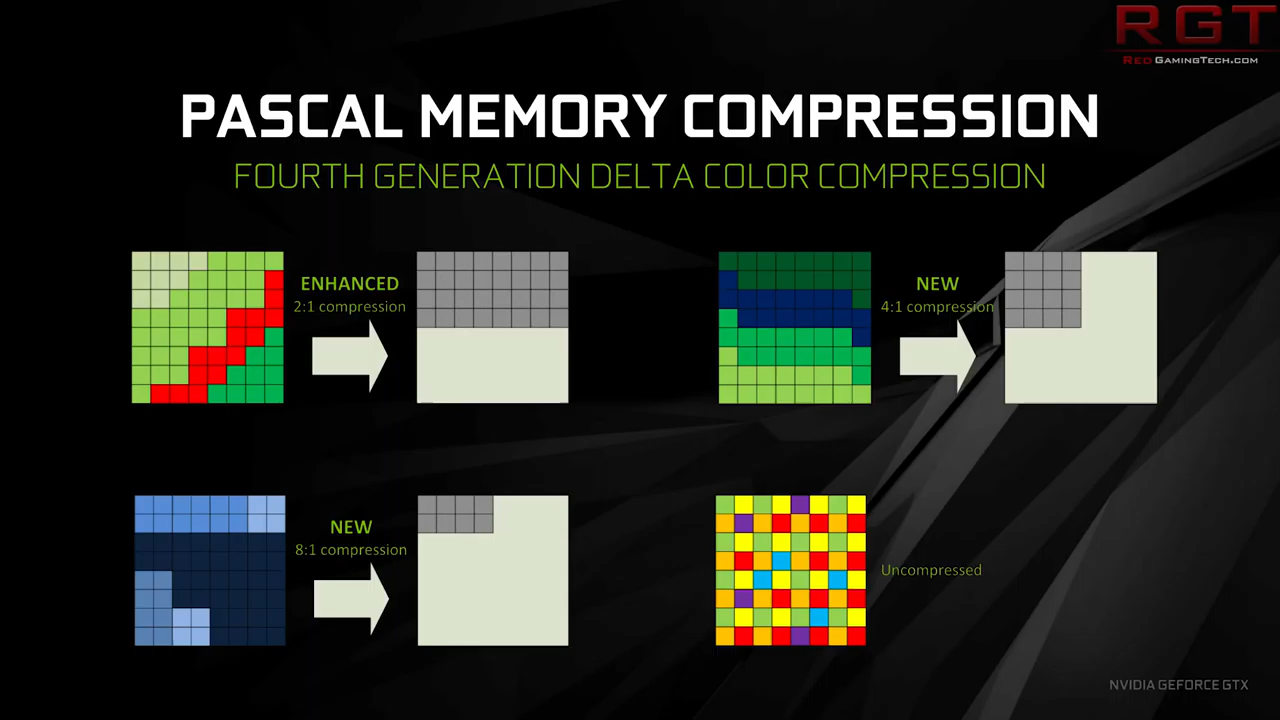 RGT
RedGamingTech.com
PASCAL MEMORY COMPRESSION
FOURTH GENERATION DELTA COLOR COMPRESSION
ENHANCED
2:1 compression
NEW
4:1 compression
NEW
8:1 compression
Uncompressed
NVIDIA GEFORCE GTX